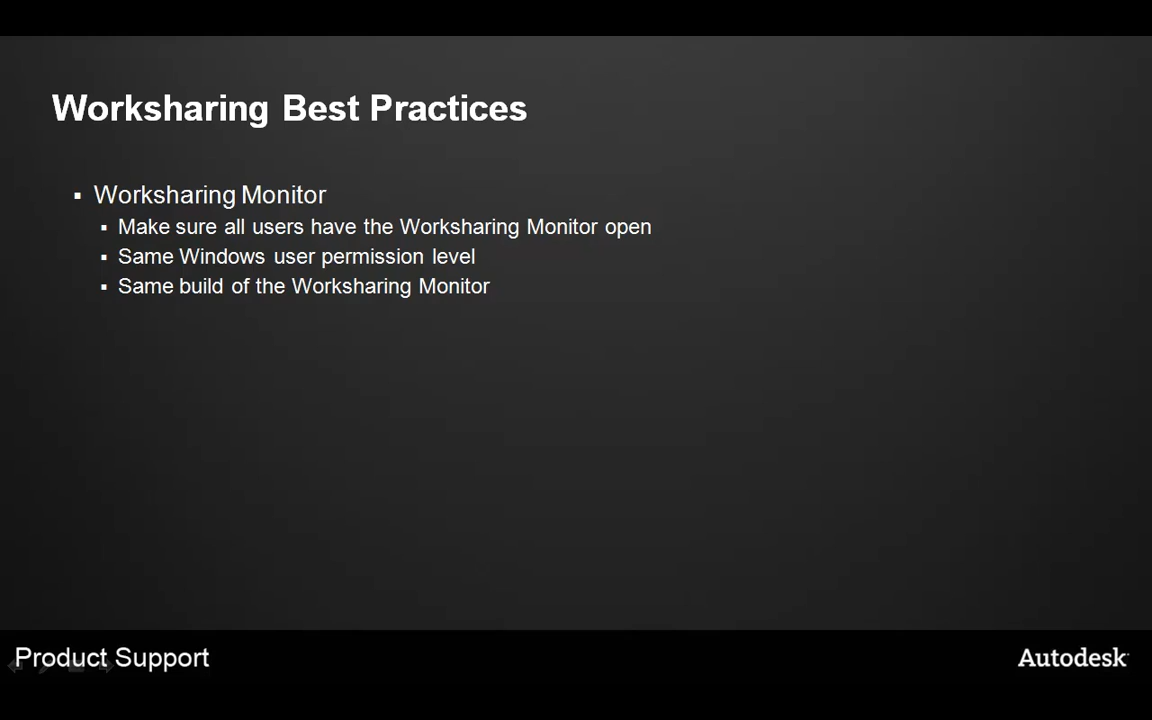 Worksharing Best Practices
Worksharing Monitor
Make sure all users have the Worksharing Monitor open
Same Windows user permission level
Same build of the Worksharing Monitor
Product Support
Autodesk